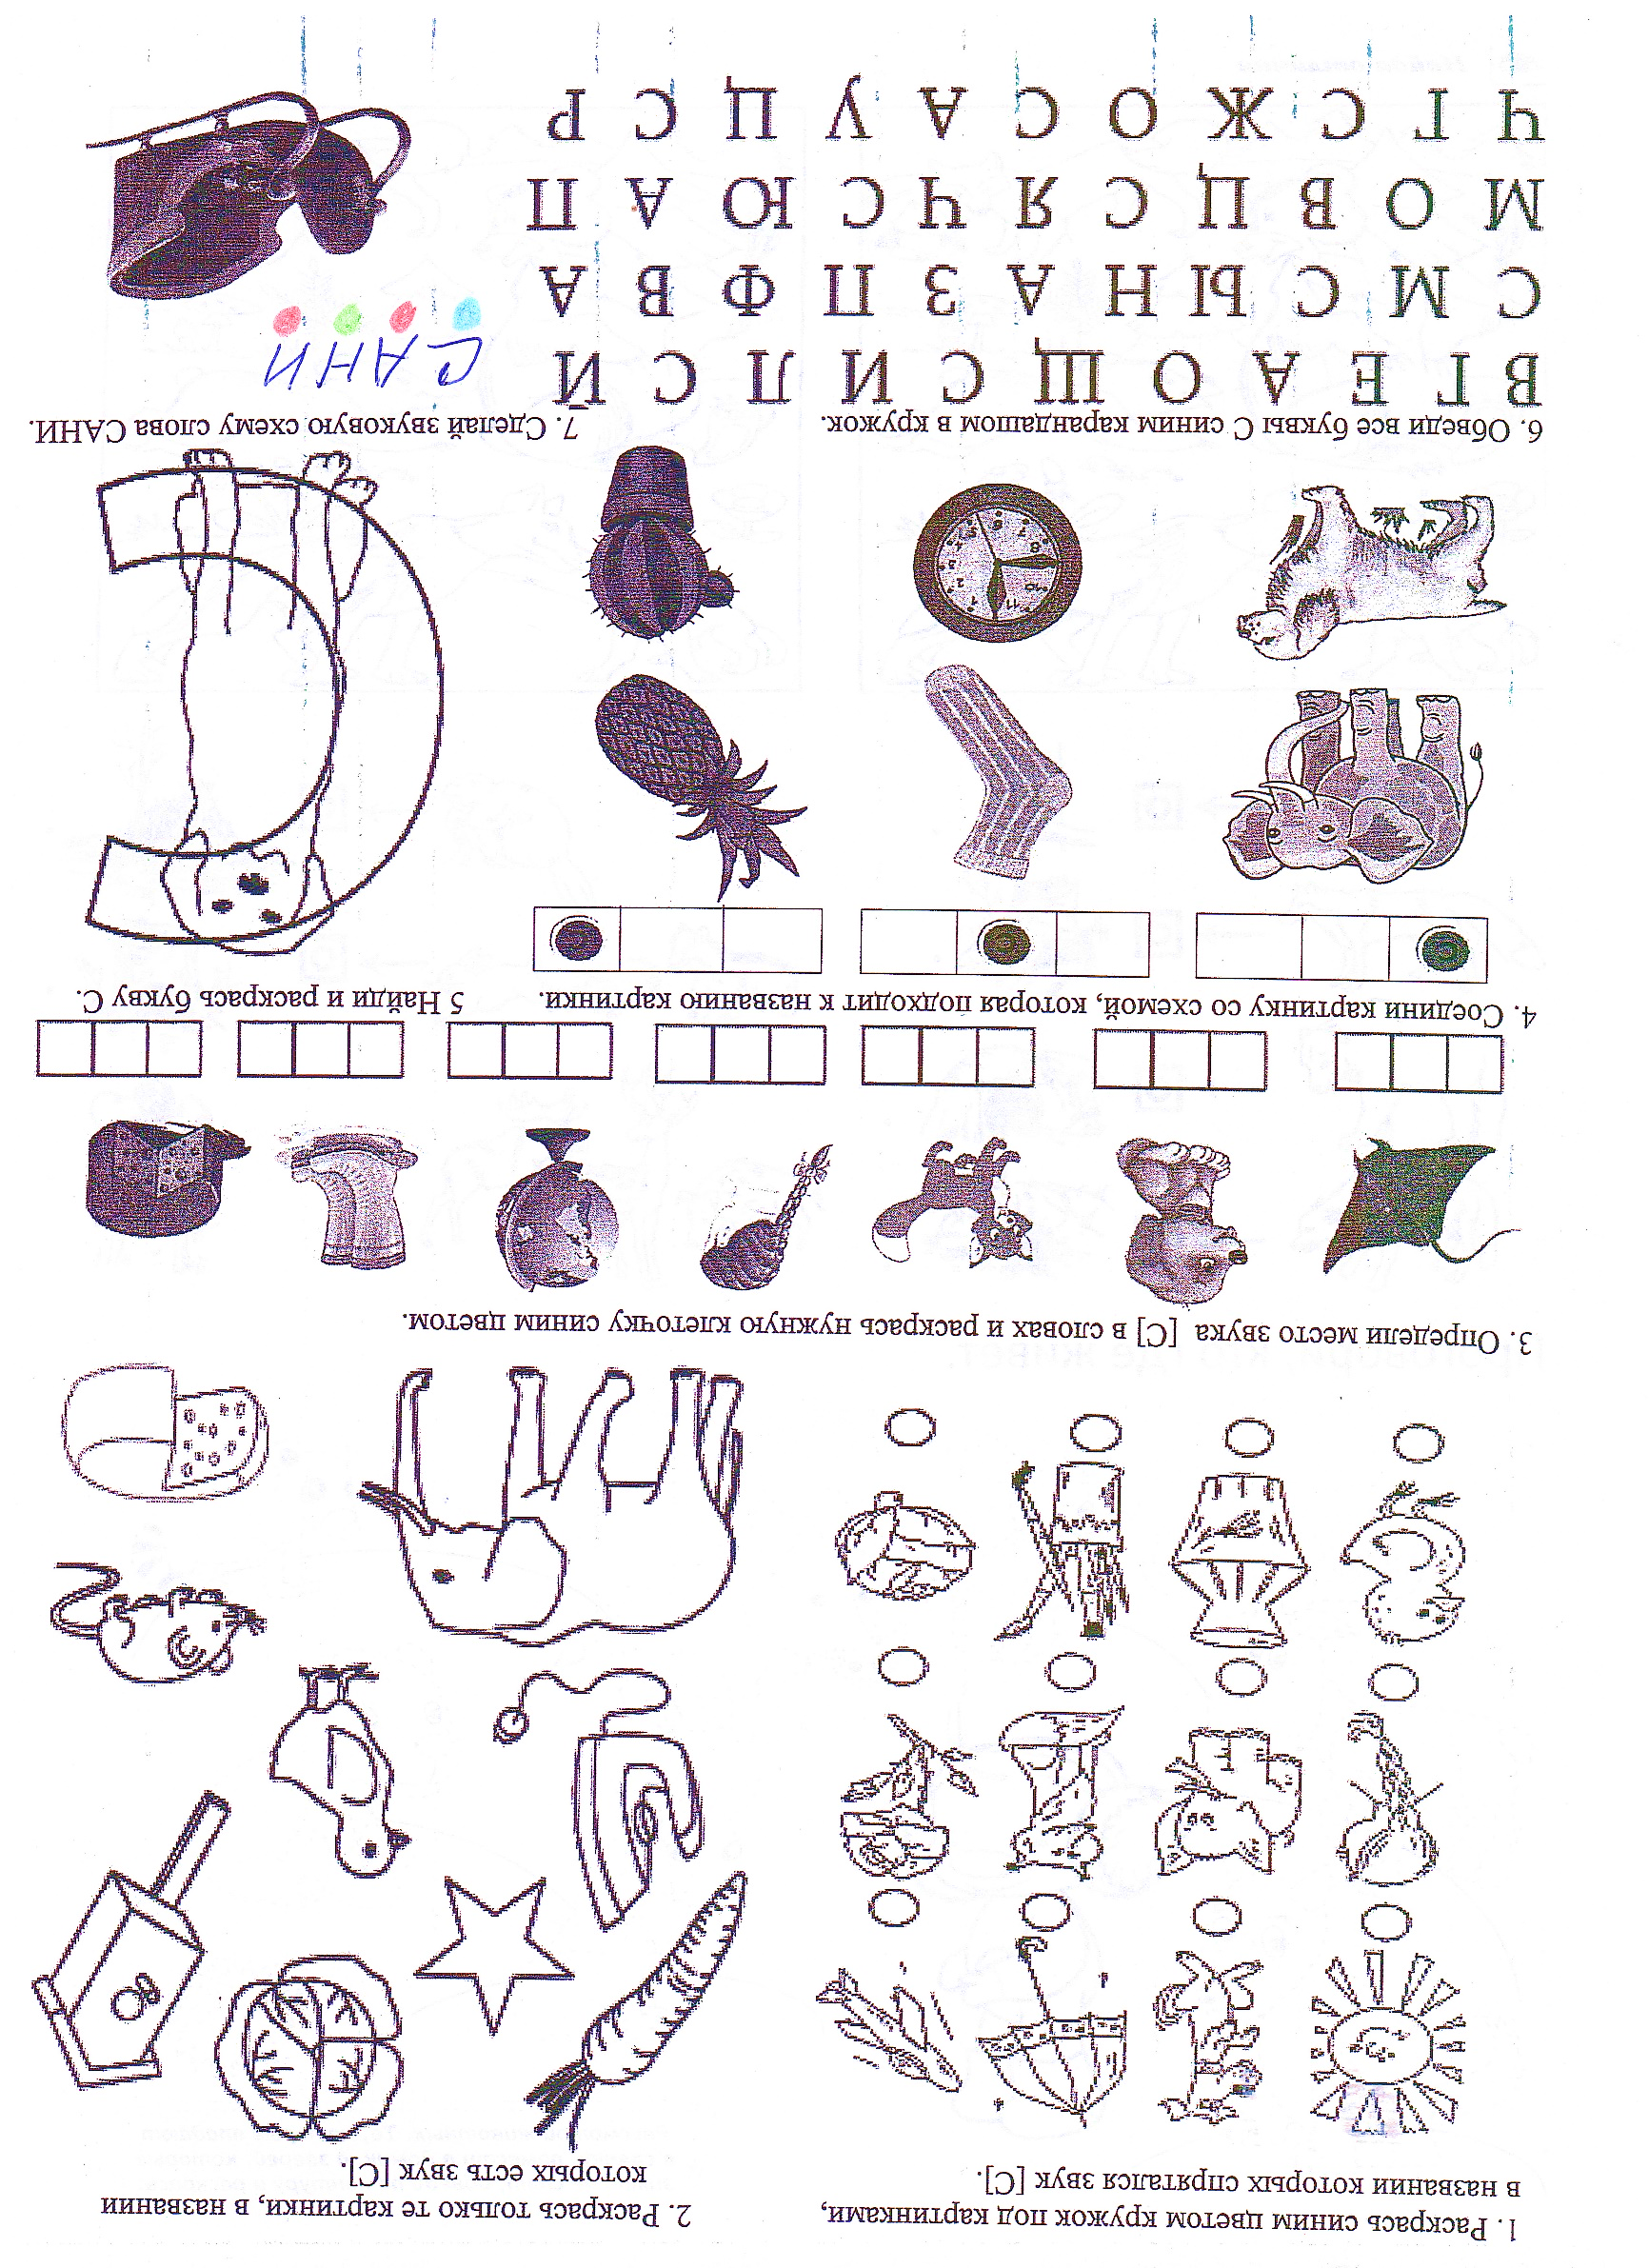 1. Раскрась синим цветом кружок под картинками,
в названии которых спрятался звук [С].
2. Раскрась только те картинки, в названии
которых есть звук [С].
3. Определи место звука [С] в словах и раскрась нужную клеточку синим цветом.
4. Соедини картинку со схемой, которая подходит к названию картинки.
5 Найди и раскрась букву С.
6. Обведи все буквы С синим карандашом в кружок.
В Г Е А О Щ С И Л С Й
С М С Ы Н А З П Ф В А
М О В Ц С Я Ч С Ю А П
Ч Г С Ж О С А У Ц С Р
7. Сделай звуковую схему слова САНИ.
САНИ